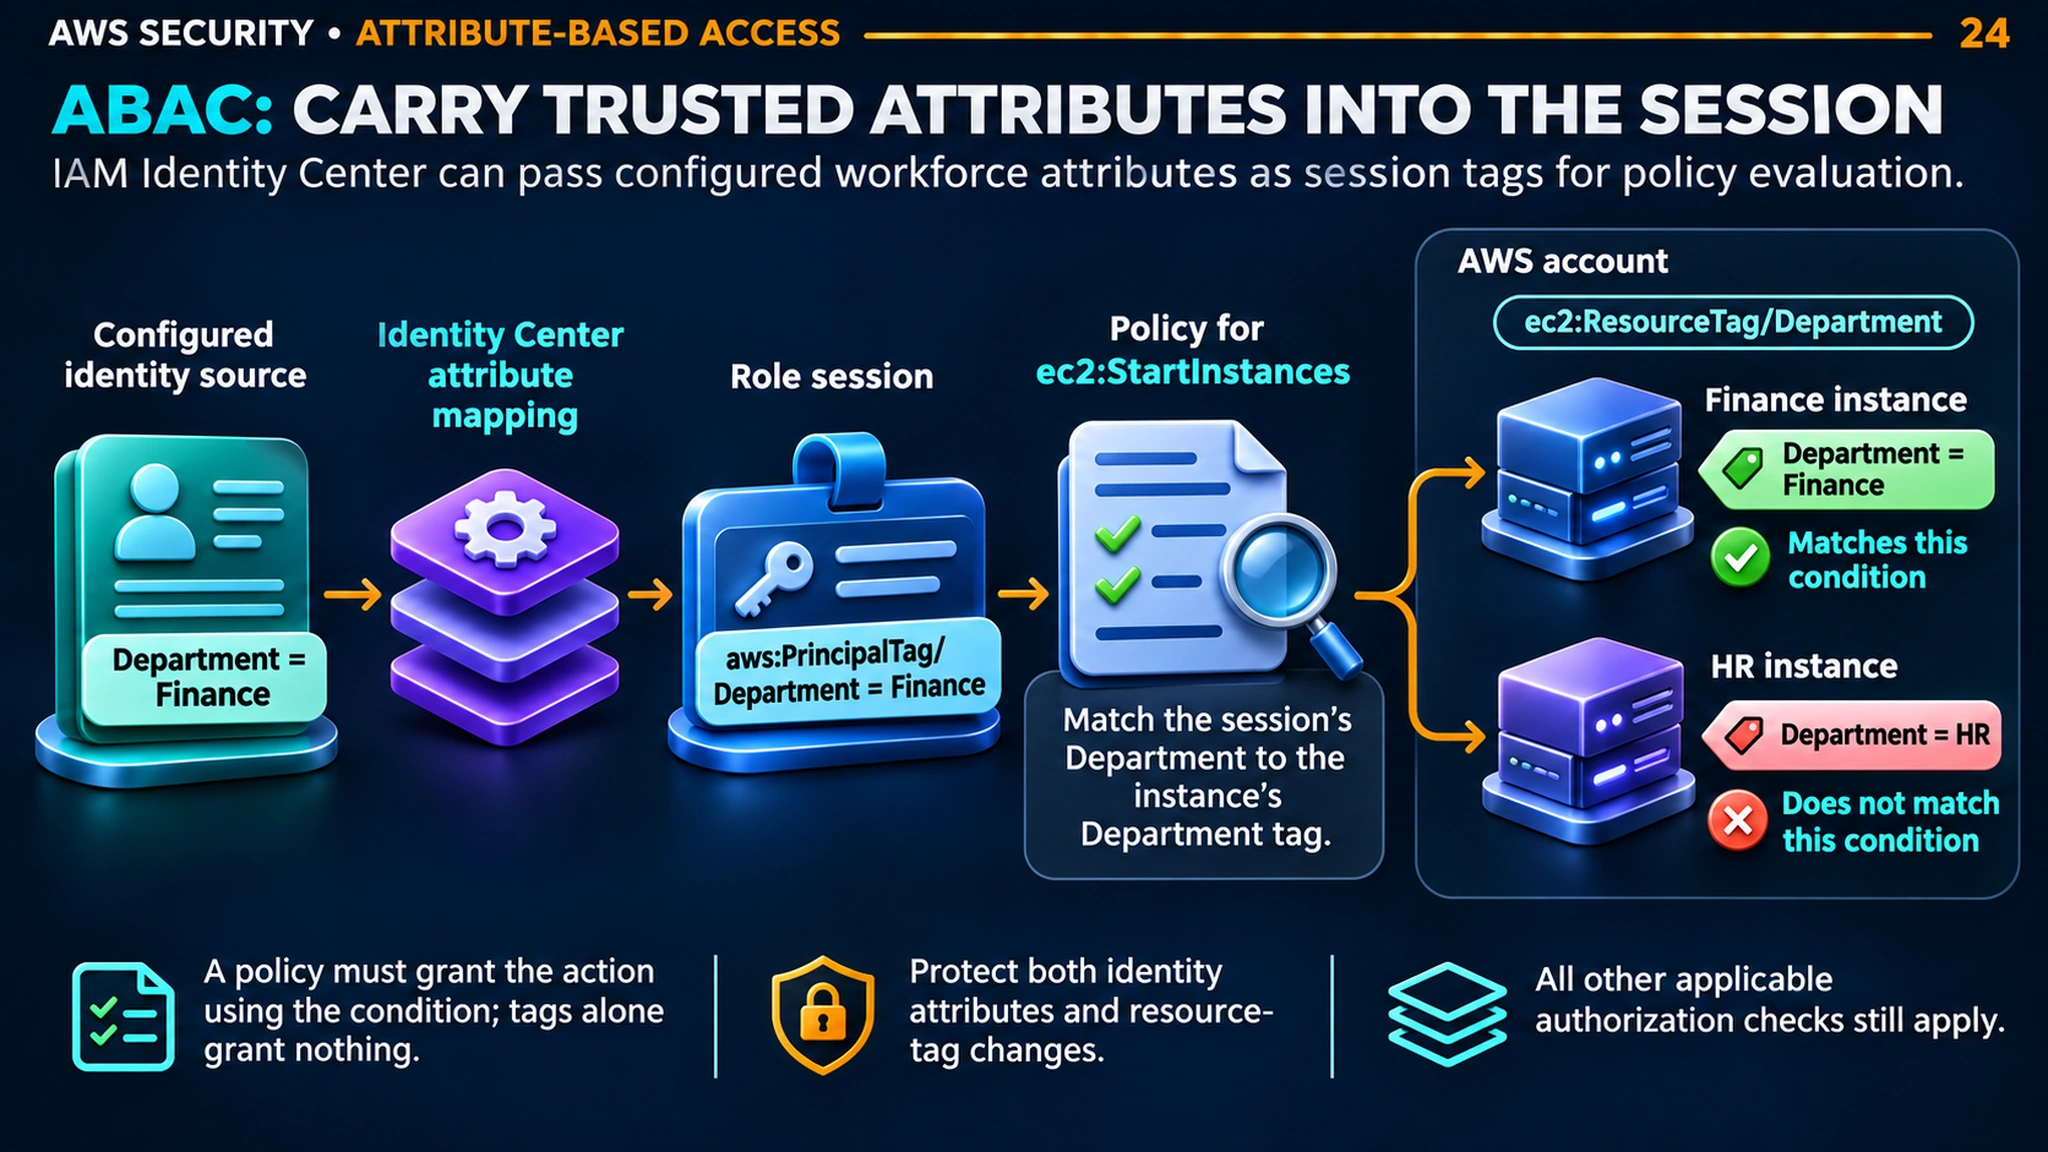 AWS SECURITY • ATTRIBUTE-BASED ACCESS
24
ABAC: CARRY TRUSTED ATTRIBUTES INTO THE SESSION
IAM Identity Center can pass configured workforce attributes as session tags for policy evaluation.
Configured
identity source
Department =
Finance
Identity Center
attribute
mapping
Role session
aws:PrincipalTag/
Department = Finance
Policy for
ec2:StartInstances
Match the session's
Department to the
instance's
Department tag.
AWS account
ec2:ResourceTag/Department
Finance instance
Department =
Finance
Matches this
condition
HR instance
Department = HR
Does not match
this condition
A policy must grant the action
using the condition; tags alone
grant nothing.
Protect both identity
attributes and resource-
tag changes.
All other applicable
authorization checks still apply.